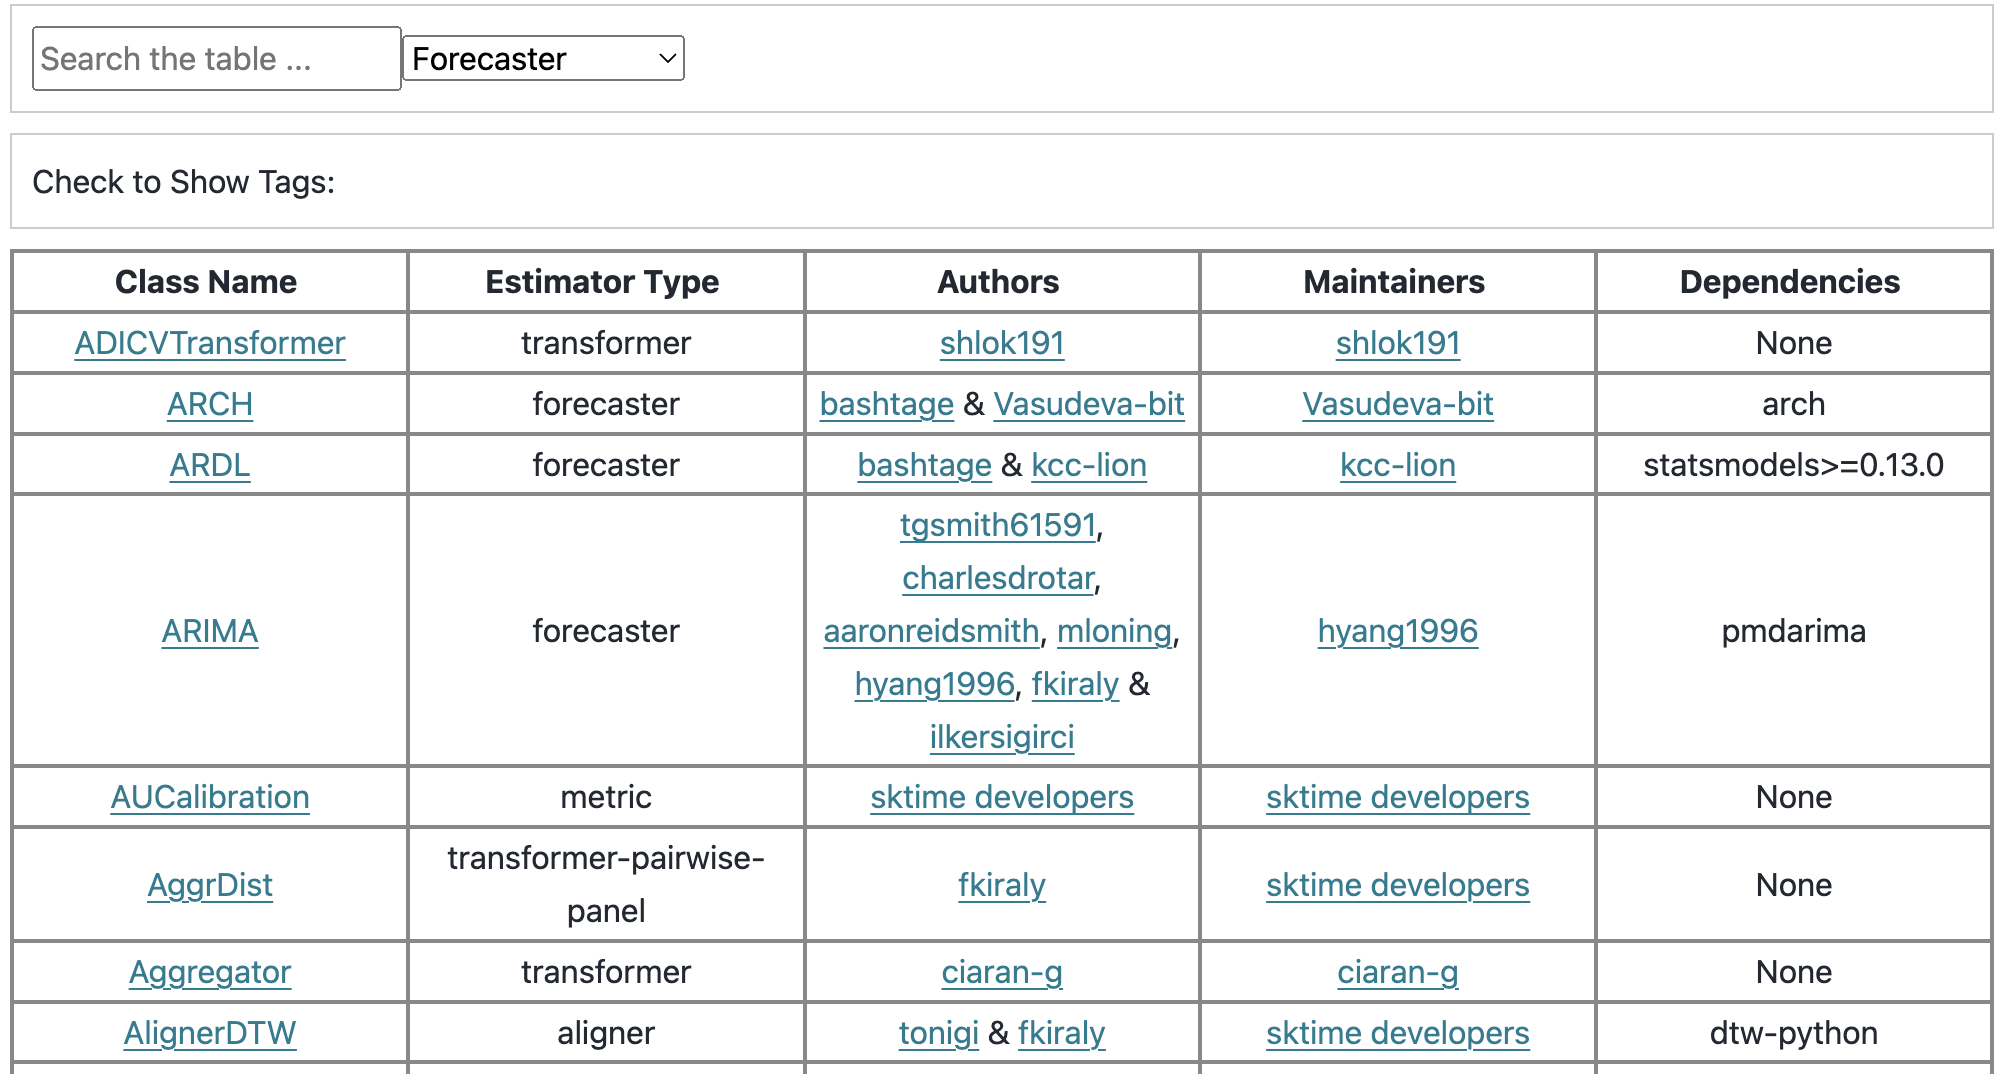 Search the table ...
Forecaster
Check to Show Tags:
Class Name Estimator Type Authors Maintainers Dependencies
ADICVTransformer transformer shlok191 shlok191 None
ARCH forecaster bashtage & Vasudeva-bit Vasudeva-bit arch
ARDL forecaster bashtage & kcc-lion kcc-lion statsmodels>=0.13.0
ARIMA forecaster
tgsmith61591,
charlesdrotar,
aaronreidsmith, mloning,
hyang1996, fkiraly &
ilkersigirci
hyang1996 pmdarima
AUCalibration metric sktime developers sktime developers None
AggrDist
transformer-pairwise-
panel
fkiraly sktime developers None
Aggregator transformer ciaran-g ciaran-g None
AlignerDTW aligner tonigi & fkiraly sktime developers dtw-python